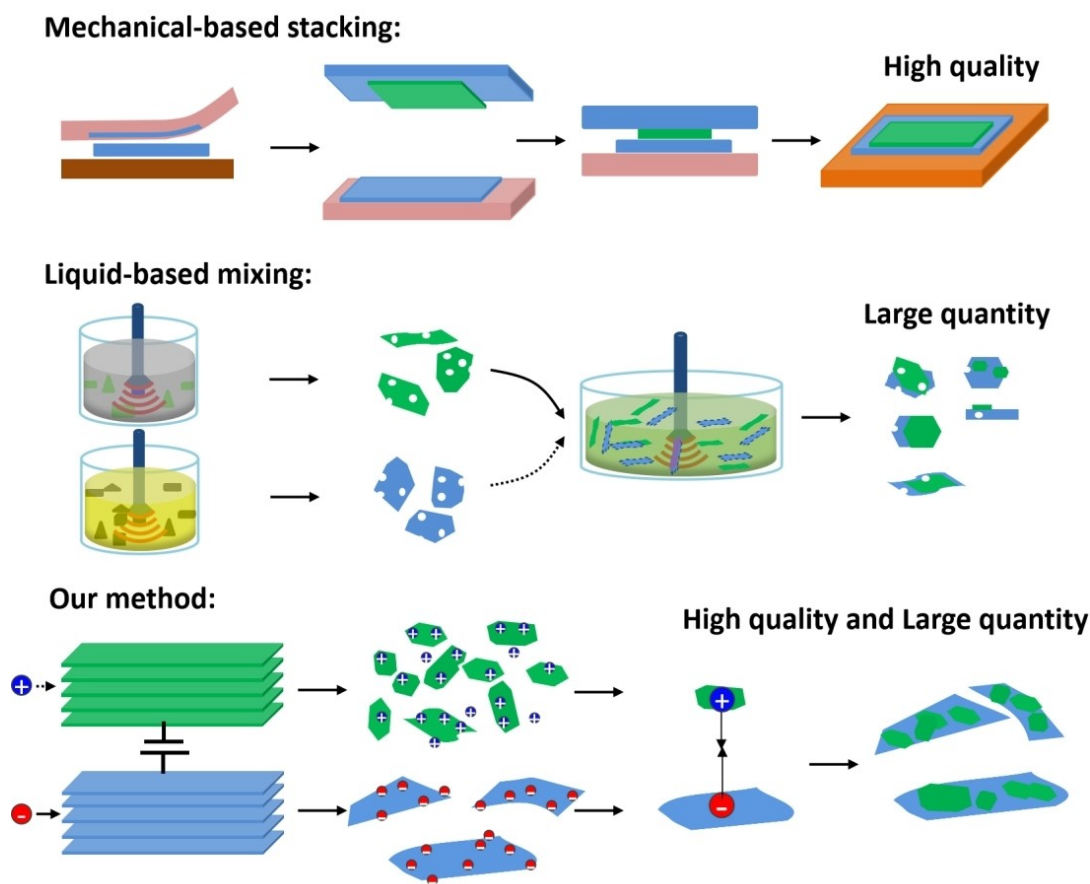 Mechanical-based stacking:
High quality
Liquid-based mixing:
Large quantity
Our method:
High quality and Large quantity